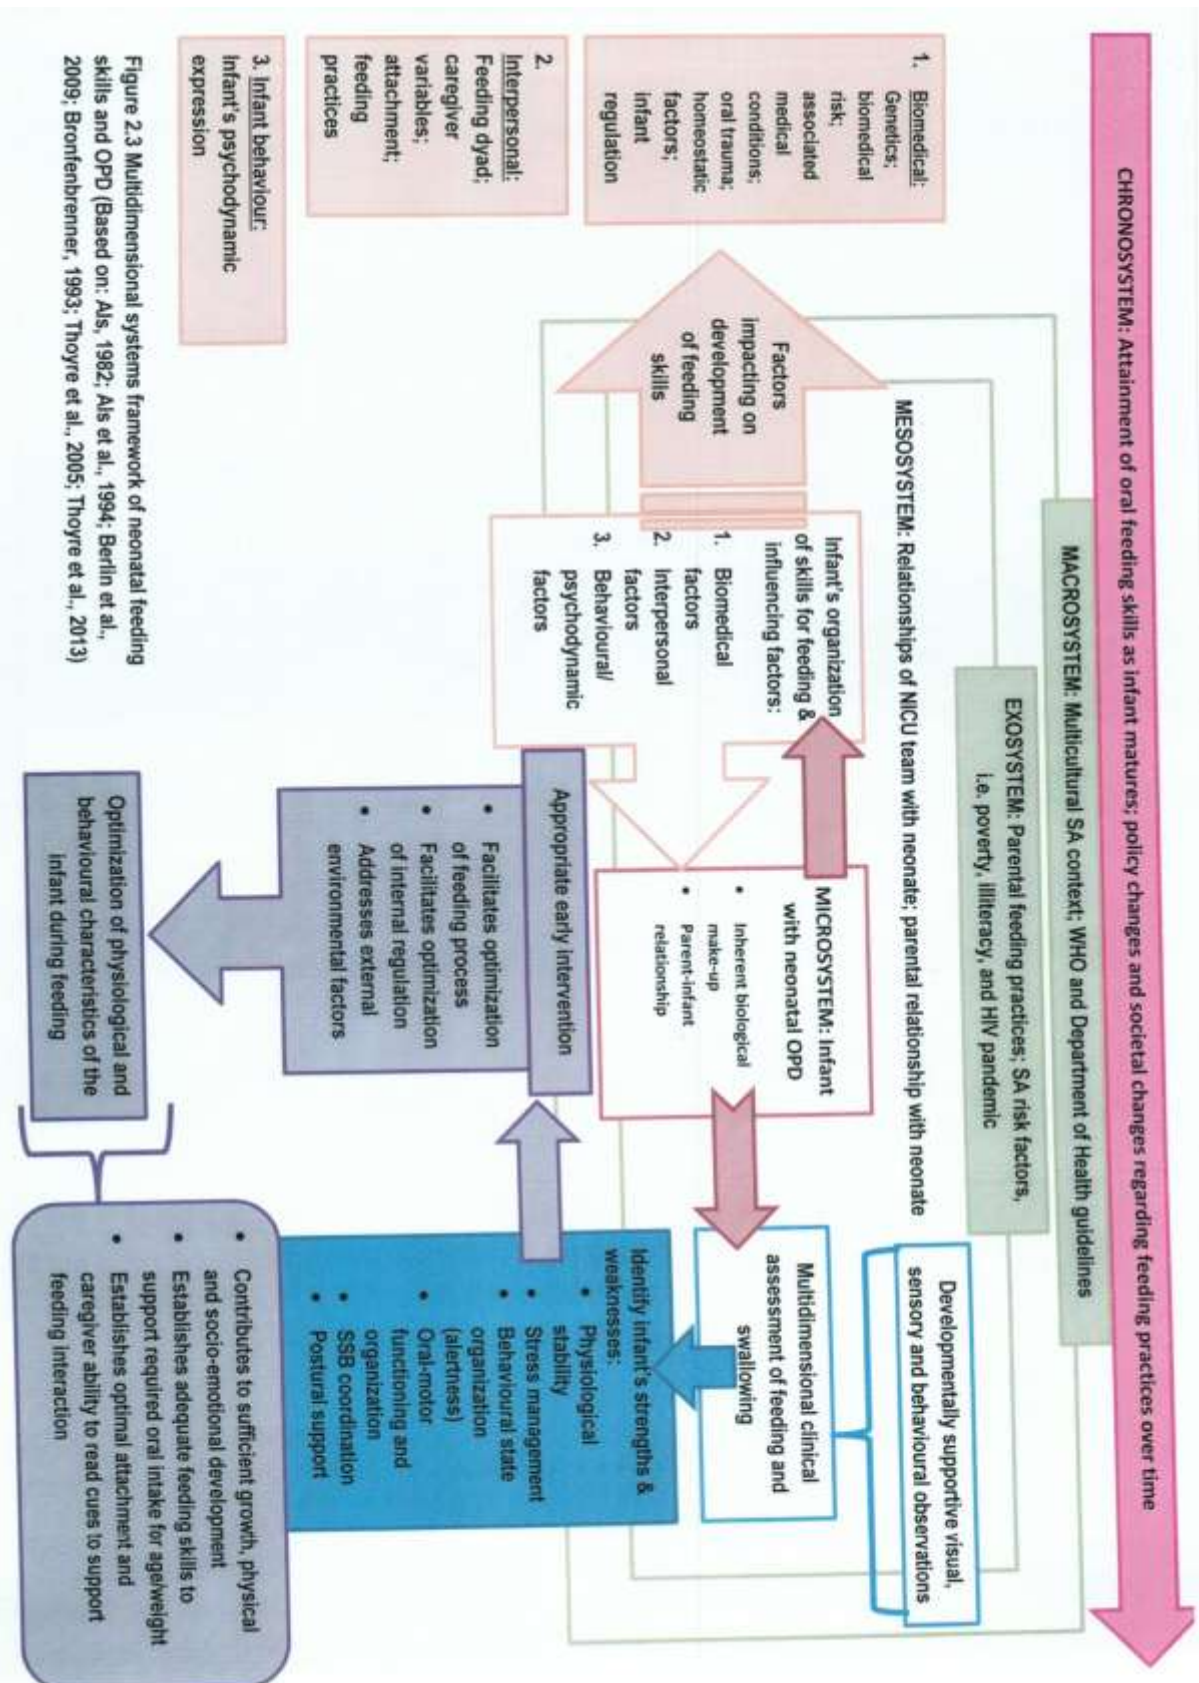 CHRONOSYSTEM: Attainment of oral feeding skills as infant matures; policy changes and societal changes regarding feeding practices over time
MACROSYSTEM: Multicultural SA context; WHO and Department of Health guidelines
EXOSYSTEM: Parental feeding practices; SA risk factors,
i.e. poverty, illiteracy, and HIV pandemic
MESOSYSTEM: Relationships of NICU team with neonate; parental relationship with neonate
Developmentally supportive visual,
sensory and behavioural observations
1. Biomedical:
Genetics;
biomedical
risk;
associated
medical
conditions;
oral trauma;
homeostatic
factors;
infant
regulation
2.
Interpersonal:
Feeding dyad;
caregiver
variables;
attachment;
feeding
practices
3. Infant behaviour:
Infant's psychodynamic
expression
Factors
impacting on
development
of feeding
skills
Infant's organization
of skills for feeding &
influencing factors:
1. Biomedical
factors
2. Interpersonal
factors
3. Behavioural/
psychodynamic
factors
MICROSYSTEM: Infant
with neonatal OPD
• Inherent biological
make-up
• Parent-infant
relationship
Multidimensional clinical
assessment of feeding and
swallowing
Identify infant's strengths &
weaknesses:
• Physiological
stability
• Stress management
• Behavioural state
organization
(alertness)
• Oral-motor
functioning and
organization
• SSB coordination
• Postural support
Appropriate early intervention
• Facilitates optimization
of feeding process
• Facilitates optimization
of internal regulation
• Addresses external
environmental factors
Optimization of physiological and
behavioural characteristics of the
infant during feeding
• Contributes to sufficient growth, physical
and socio-emotional development
• Establishes adequate feeding skills to
support required oral intake for age/weight
• Establishes optimal attachment and
caregiver ability to read cues to support
feeding interaction
Figure 2.3 Multidimensional systems framework of neonatal feeding
skills and OPD (Based on: Als, 1982; Als et al., 1994; Berlin et al.,
2009; Bronfenbrenner, 1993; Thoyre et al., 2005; Thoyre et al., 2013)